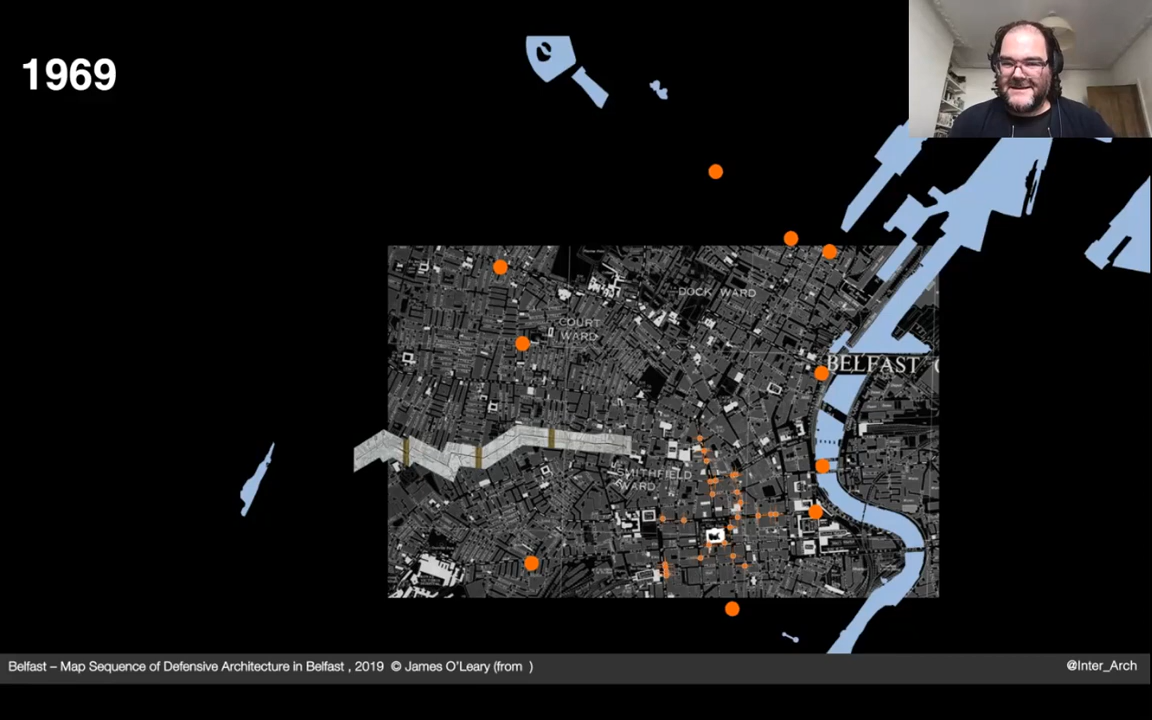 1969
DOCK WARD
COURT
WARD
BELFAST C
SMITHFIELD
WARD
Belfast – Map Sequence of Defensive Architecture in Belfast , 2019 © James O'Leary (from )
@Inter_Arch